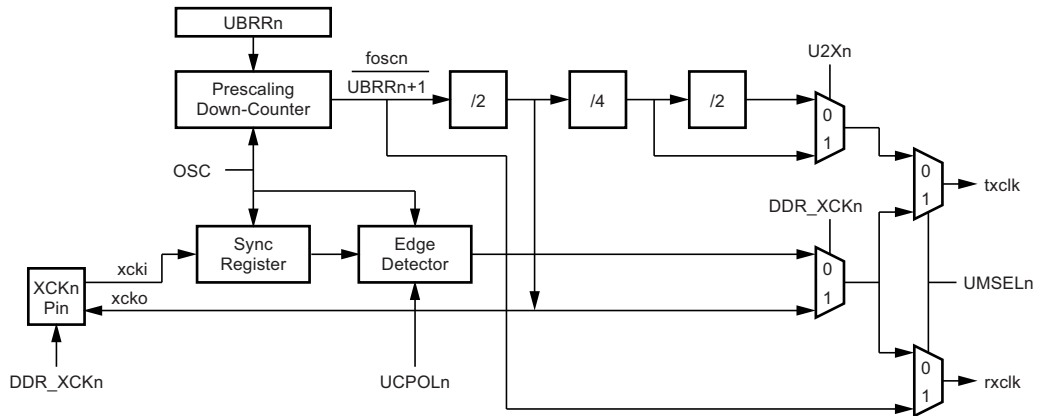 UBRRn
foscn
UBRRn+1
U2Xn
Prescaling
Down-Counter
/2
/4
/2
0
1
OSC
0
1
txclk
DDR_XCKn
Sync
Register
Edge
Detector
xcki
0
1
XCKn
Pin
xcko
UMSELn
0
1
rxclk
DDR_XCKn
UCPOLn